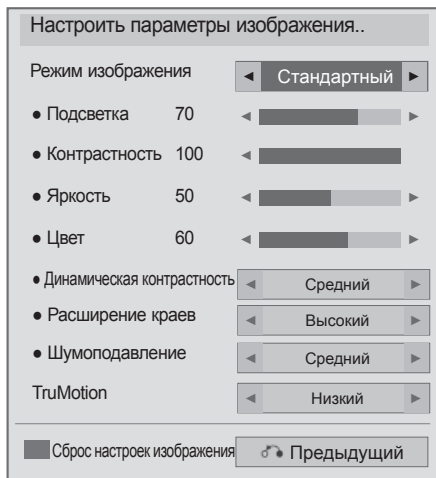 Настроить параметры изображения..
Режим изображения ◄ Стандартный ►
● Подсветка 70 ◄ ►
● Контрастность 100 ◄
● Яркость 50 ◄ ►
● Цвет 60 ◄ ►
● Динамическая контрастность ◄ Средний ►
● Расширение краев ◄ Высокий ►
● Шумоподавление ◄ Средний ►
TruMotion ◄ Низкий ►
Сброс настроек изображения Предыдущий